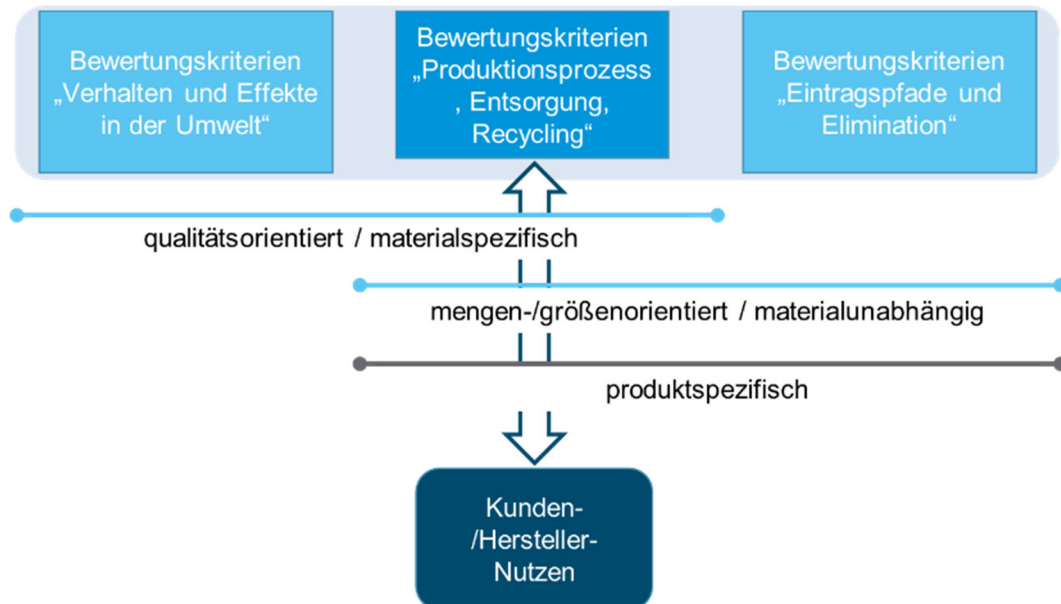 Bewertungskriterien
„Verhalten und Effekte
in der Umwelt“
Bewertungskriterien
„Produktionsprozess
, Entsorgung,
Recycling“
Bewertungskriterien
„Eintragspfade und
Elimination“
qualitätsorientiert / materialspezifisch
mengen-/größenorientiert / materialunabhängig
produktspezifisch
Kunden-
/Hersteller-
Nutzen